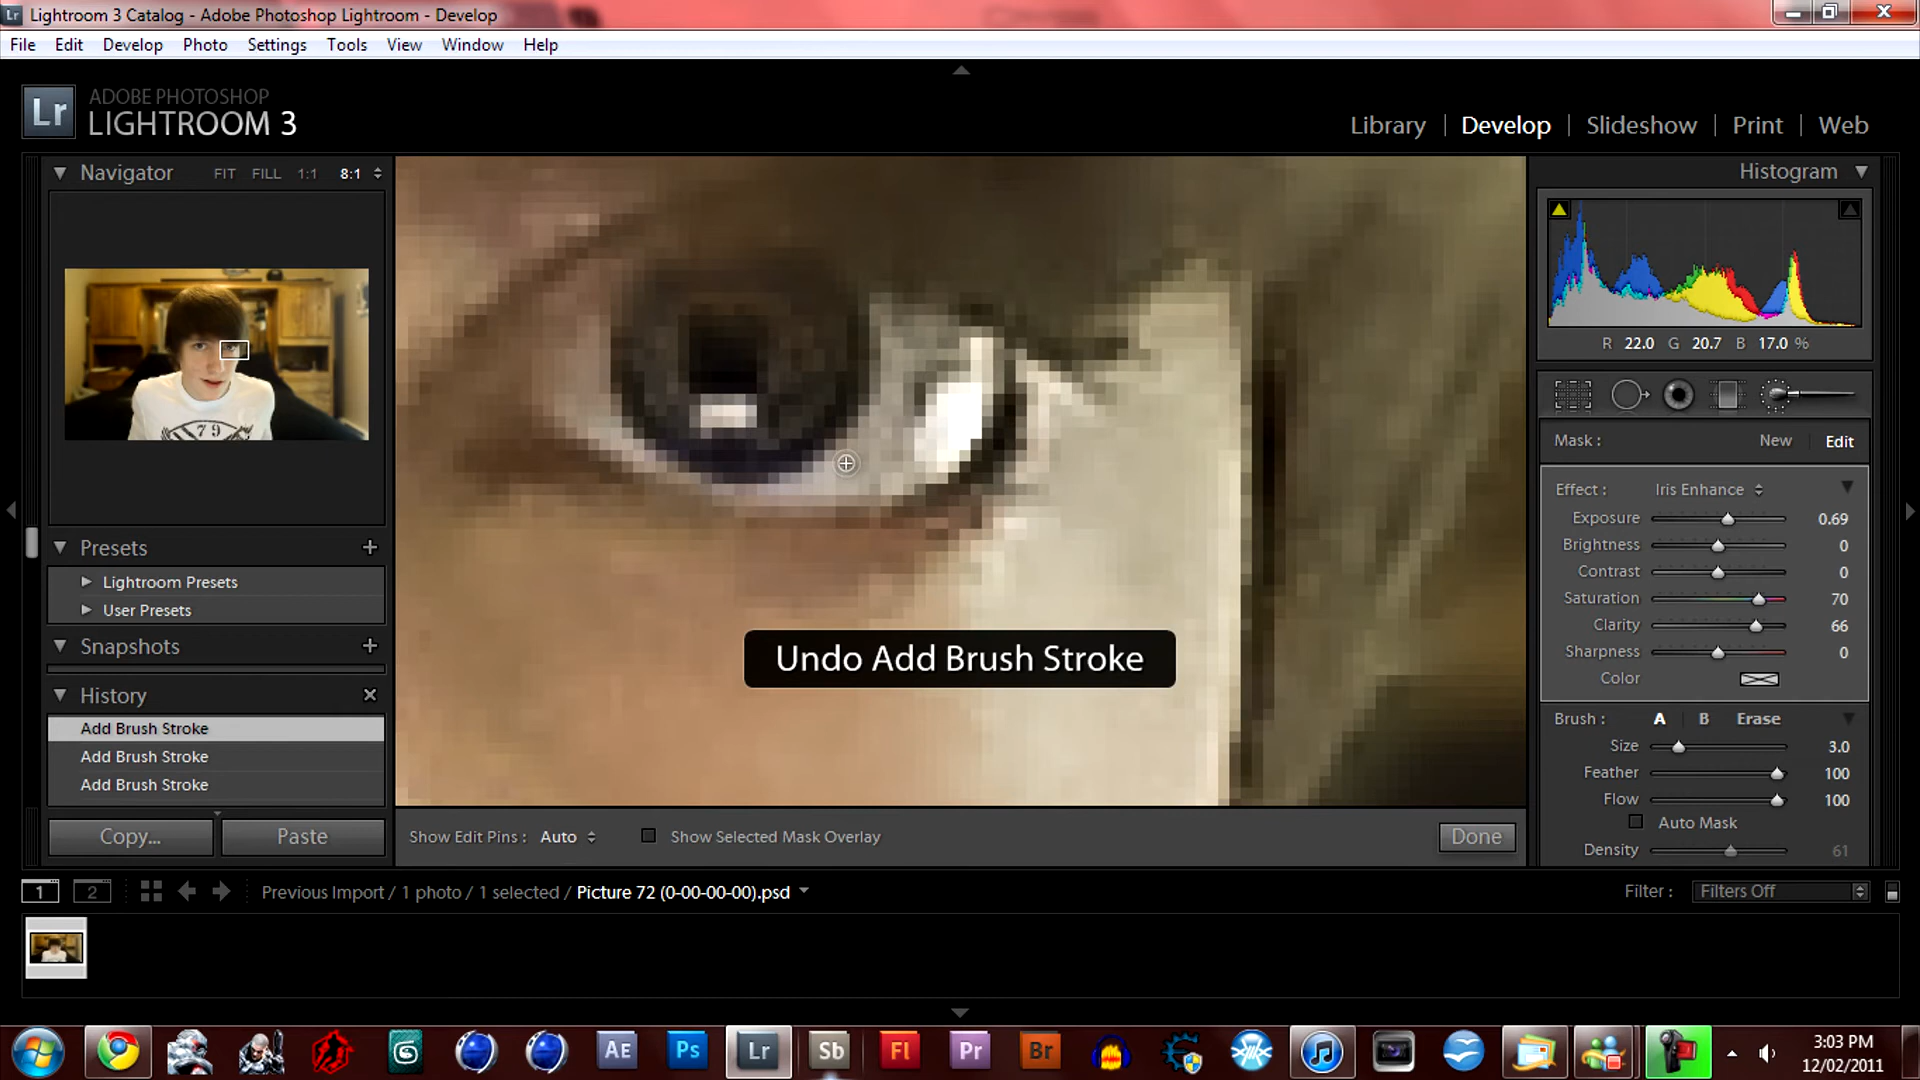 Lightroom 3 Catalog - Adobe Photoshop Lightroom - Develop
File Edit Develop Photo Settings Tools View Window Help
Lr ADOBE PHOTOSHOP
LIGHTROOM 3
Library | Develop | Slideshow | Print | Web
Navigator FIT FILL 1:1 8:1
Histogram
R 22.0 G 20.7 B 17.0 %
Mask : New Edit
Effect : Iris Enhance
Exposure 0.69
Brightness 0
Contrast 0
Saturation 70
Clarity 66
Sharpness 0
Color
Brush : A B Erase
Size 3.0
Feather 100
Flow 100
Auto Mask
Density 61
79
Presets
Lightroom Presets
User Presets
Snapshots
History
Add Brush Stroke
Add Brush Stroke
Add Brush Stroke
Copy... Paste
Undo Add Brush Stroke
Show Edit Pins : Auto Show Selected Mask Overlay Done
1 2 Previous Import / 1 photo / 1 selected / Picture 72 (0-00-00-00).psd
Filter : Filters Off
AE Ps Lr Sb Fl Pr Br
3:03 PM
12/02/2011